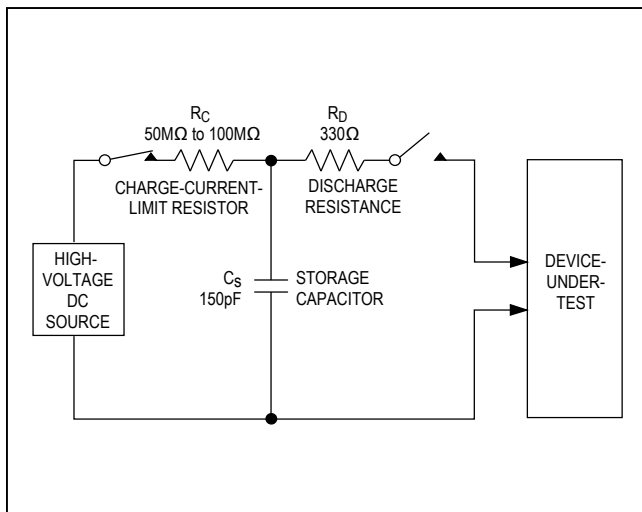 R_C
50MΩ to 100MΩ
CHARGE-CURRENT-
LIMIT RESISTOR
R_D
330Ω
DISCHARGE
RESISTANCE
HIGH-
VOLTAGE
DC
SOURCE
C_s
150pF
STORAGE
CAPACITOR
DEVICE-
UNDER-
TEST